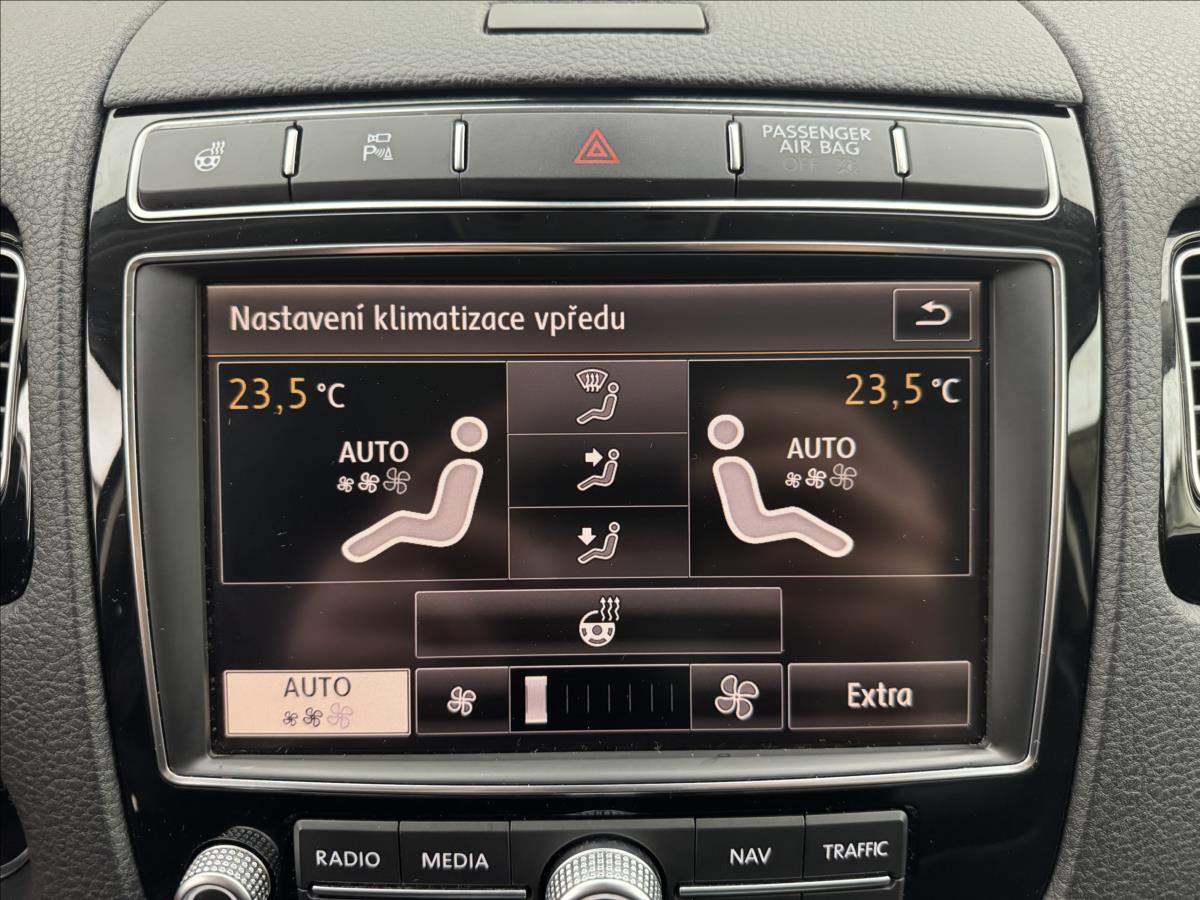 P
PASSENGER
AIR BAG
OFF
Nastavení klimatizace vpředu
23,5 °C
23,5 °C
AUTO
AUTO
AUTO
Extra
RADIO
MEDIA
NAV
TRAFFIC